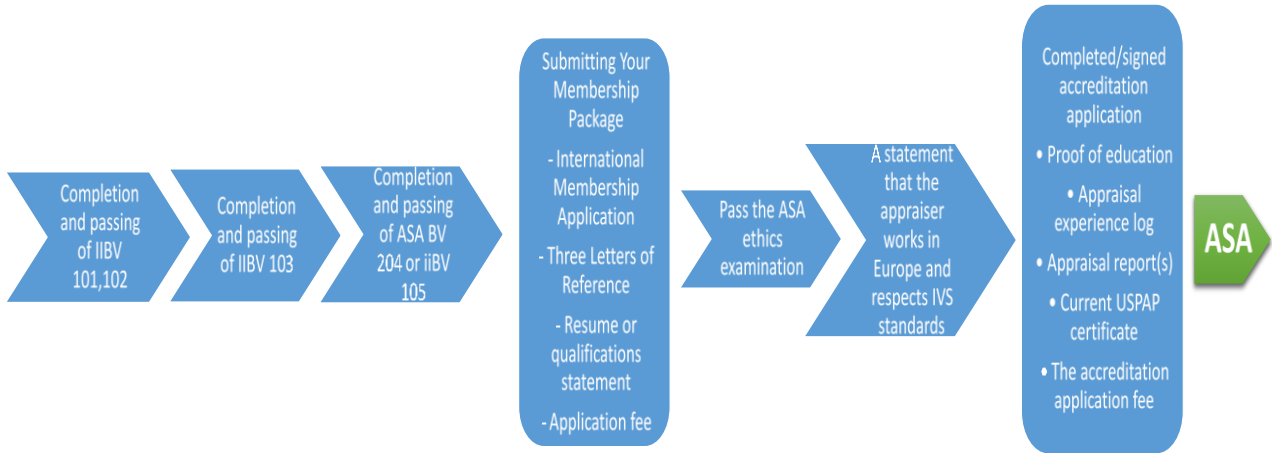 Completion
and passing
of IIBV
101,102
Completion
and passing
of IIBV 103
Completion
and passing
of ASA BV
204 or iiBV
105
Submitting Your
Membership
Package
- International
Membership
Application
- Three Letters of
Reference
- Resume or
qualifications
statement
- Application fee
Pass the ASA
ethics
examination
A statement
that the
appraiser
works in
Europe and
respects IVS
standards
Completed/signed
accreditation
application
• Proof of education
• Appraisal
experience log
• Appraisal report(s)
• Current USPAP
certificate
• The accreditation
application fee
ASA